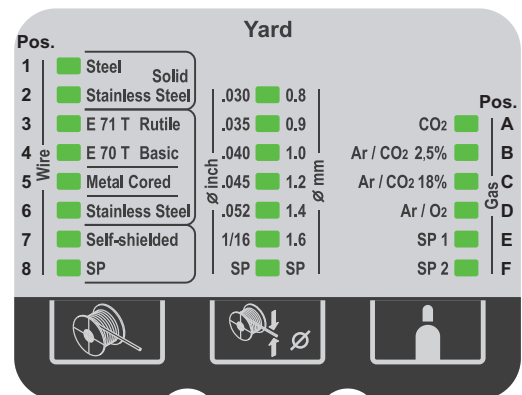 Yard
Pos.
1 Steel
Solid
2 Stainless Steel .030 0.8
Pos.
3 E 71 T Rutile .035 0.9 CO₂ A
4 E 70 T Basic .040 1.0 Ar / CO₂ 2,5% B
5 Metal Cored .045 1.2 Ar / CO₂ 18% C
6 Stainless Steel .052 1.4 Ar / O₂ D
7 Self-shielded 1/16 1.6 SP 1 E
8 SP SP SP SP 2 F
Wire
ø inch
ø mm
Gas
Ø